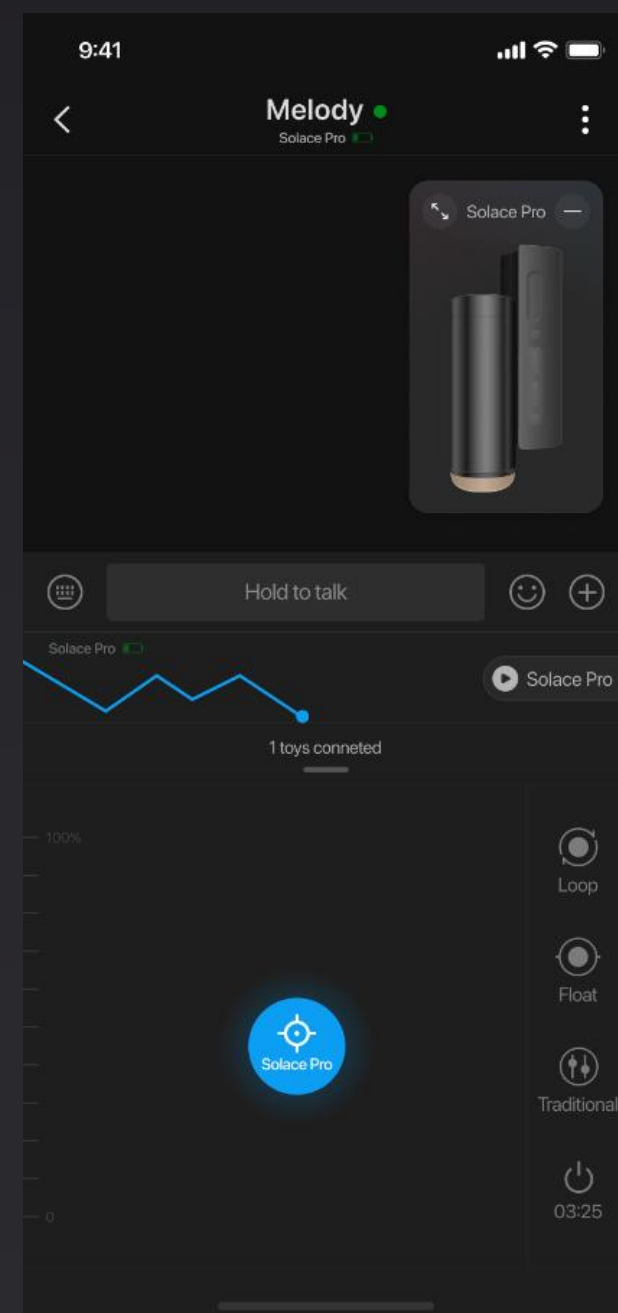 9:41
Melody
Solace Pro
Solace Pro
Hold to talk
Solace Pro
Solace Pro
1 toys conneted
100%
Loop
Float
Solace Pro
Traditional
03:25
0